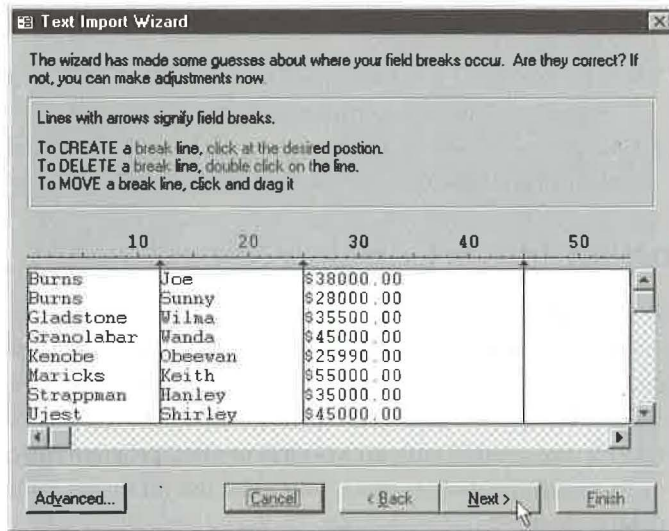 Text Import Wizard
The wizard has made some guesses about where your field breaks occur. Are they correct? If
not, you can make adjustments now.
Lines with arrows signify field breaks.
To CREATE a break line, click at the desired postion.
To DELETE a break line, double click on the line.
To MOVE a break line, click and drag it
10 20 30 40 50
Burns Joe $38000.00
Burns Sunny $28000.00
Gladstone Wilma $35500.00
Granolabar Wanda $45000.00
Kenobe Obeewan $25990.00
Maricks Keith $55000.00
Strappman Hanley $35000.00
Ujest Shirley $45000.00
Advanced... Cancel < Back Next > Finish